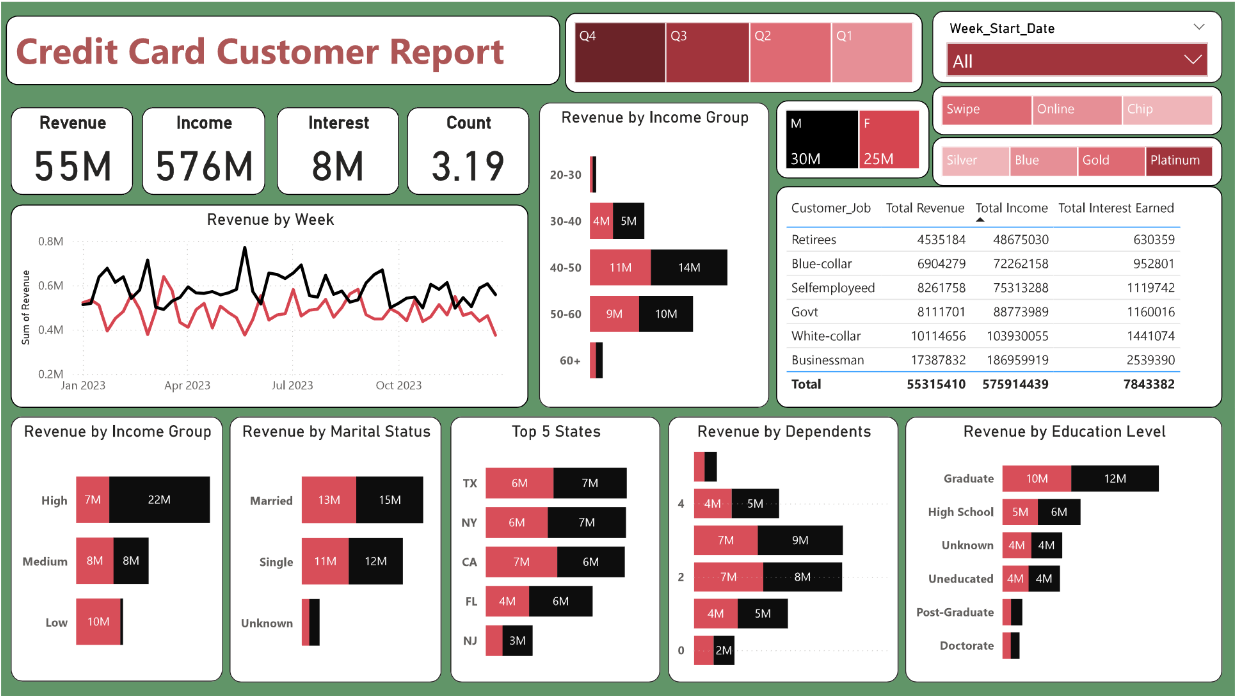 Credit Card Customer Report
Q4 Q3 Q2 Q1
Week_Start_Date
All
Swipe Online Chip
Silver Blue Gold Platinum
Revenue
55M
Income
576M
Interest
8M
Count
3.19
M
30M
F
25M
Revenue by Income Group
20-30
30-40 4M 5M
40-50 11M 14M
50-60 9M 10M
60+
Revenue by Week
Sum of Revenue
0.8M
0.6M
0.4M
0.2M
Jan 2023 Apr 2023 Jul 2023 Oct 2023
Customer_Job Total Revenue Total Income Total Interest Earned
Retirees 4535184 48675030 630359
Blue-collar 6904279 72262158 952801
Selfemployeed 8261758 75313288 1119742
Govt 8111701 88773989 1160016
White-collar 10114656 103930055 1441074
Businessman 17387832 186959919 2539390
Total 55315410 575914439 7843382
Revenue by Income Group
High 7M 22M
Medium 8M 8M
Low 10M
Revenue by Marital Status
Married 13M 15M
Single 11M 12M
Unknown
Top 5 States
TX 6M 7M
NY 6M 7M
CA 7M 6M
FL 4M 6M
NJ 3M
Revenue by Dependents
4 4M 5M
7M 9M
2 7M 8M
4M 5M
0 2M
Revenue by Education Level
Graduate 10M 12M
High School 5M 6M
Unknown 4M 4M
Uneducated 4M 4M
Post-Graduate
Doctorate